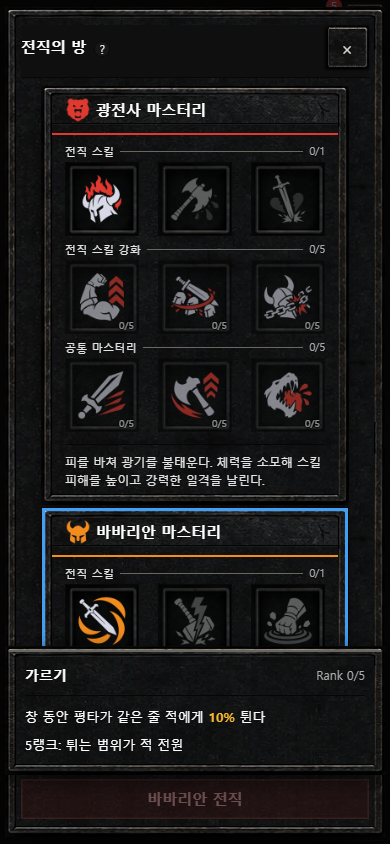 전직의 방 ?
×
광전사 마스터리
전직 스킬 0/1
전직 스킬 강화 0/5
0/5 0/5 0/5
공통 마스터리 0/5
0/5 0/5 0/5
피를 바쳐 광기를 불태운다. 체력을 소모해 스킬
피해를 높이고 강력한 일격을 날린다.
바바리안 마스터리
전직 스킬 0/1
가르기 Rank 0/5
창 동안 평타가 같은 줄 적에게 10% 튄다
5랭크: 튀는 범위가 적 전원
바바리안 전직